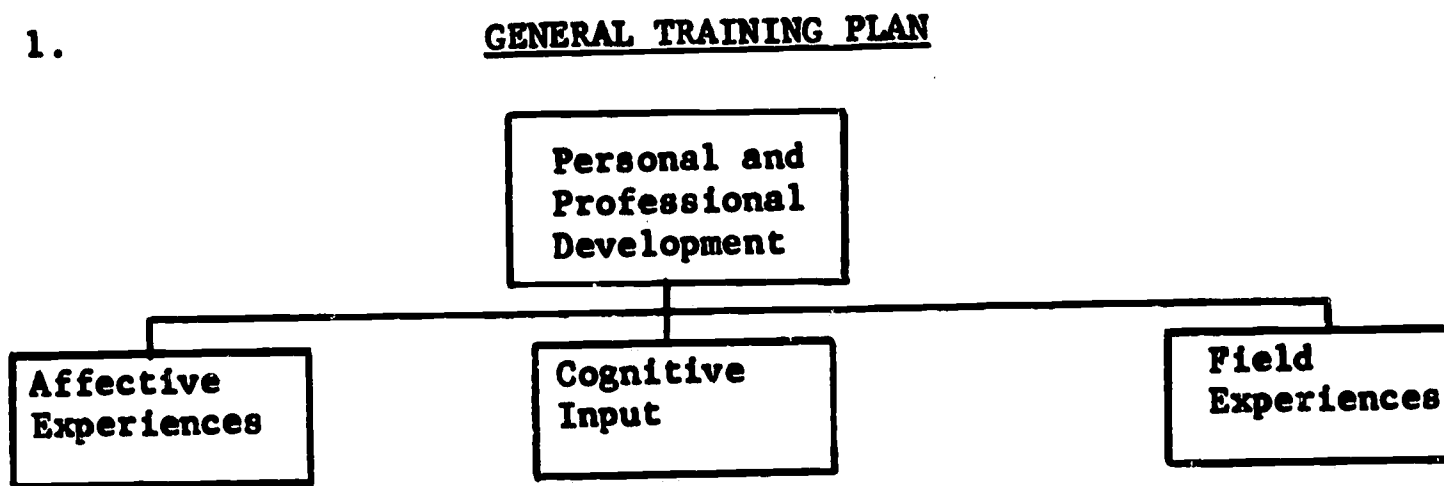 1.
GENERAL TRAINING PLAN
Personal and
Professional
Development
Affective
Experiences
Cognitive
Input
Field
Experiences